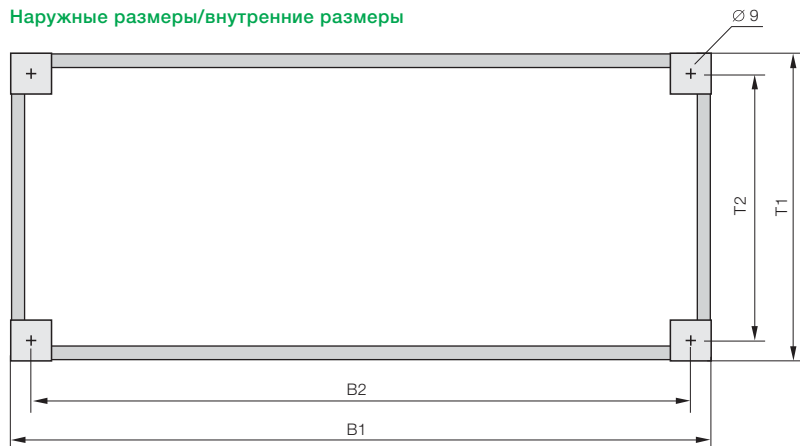 Наружные размеры/внутренние размеры
∅ 9
T2
T1
B2
B1